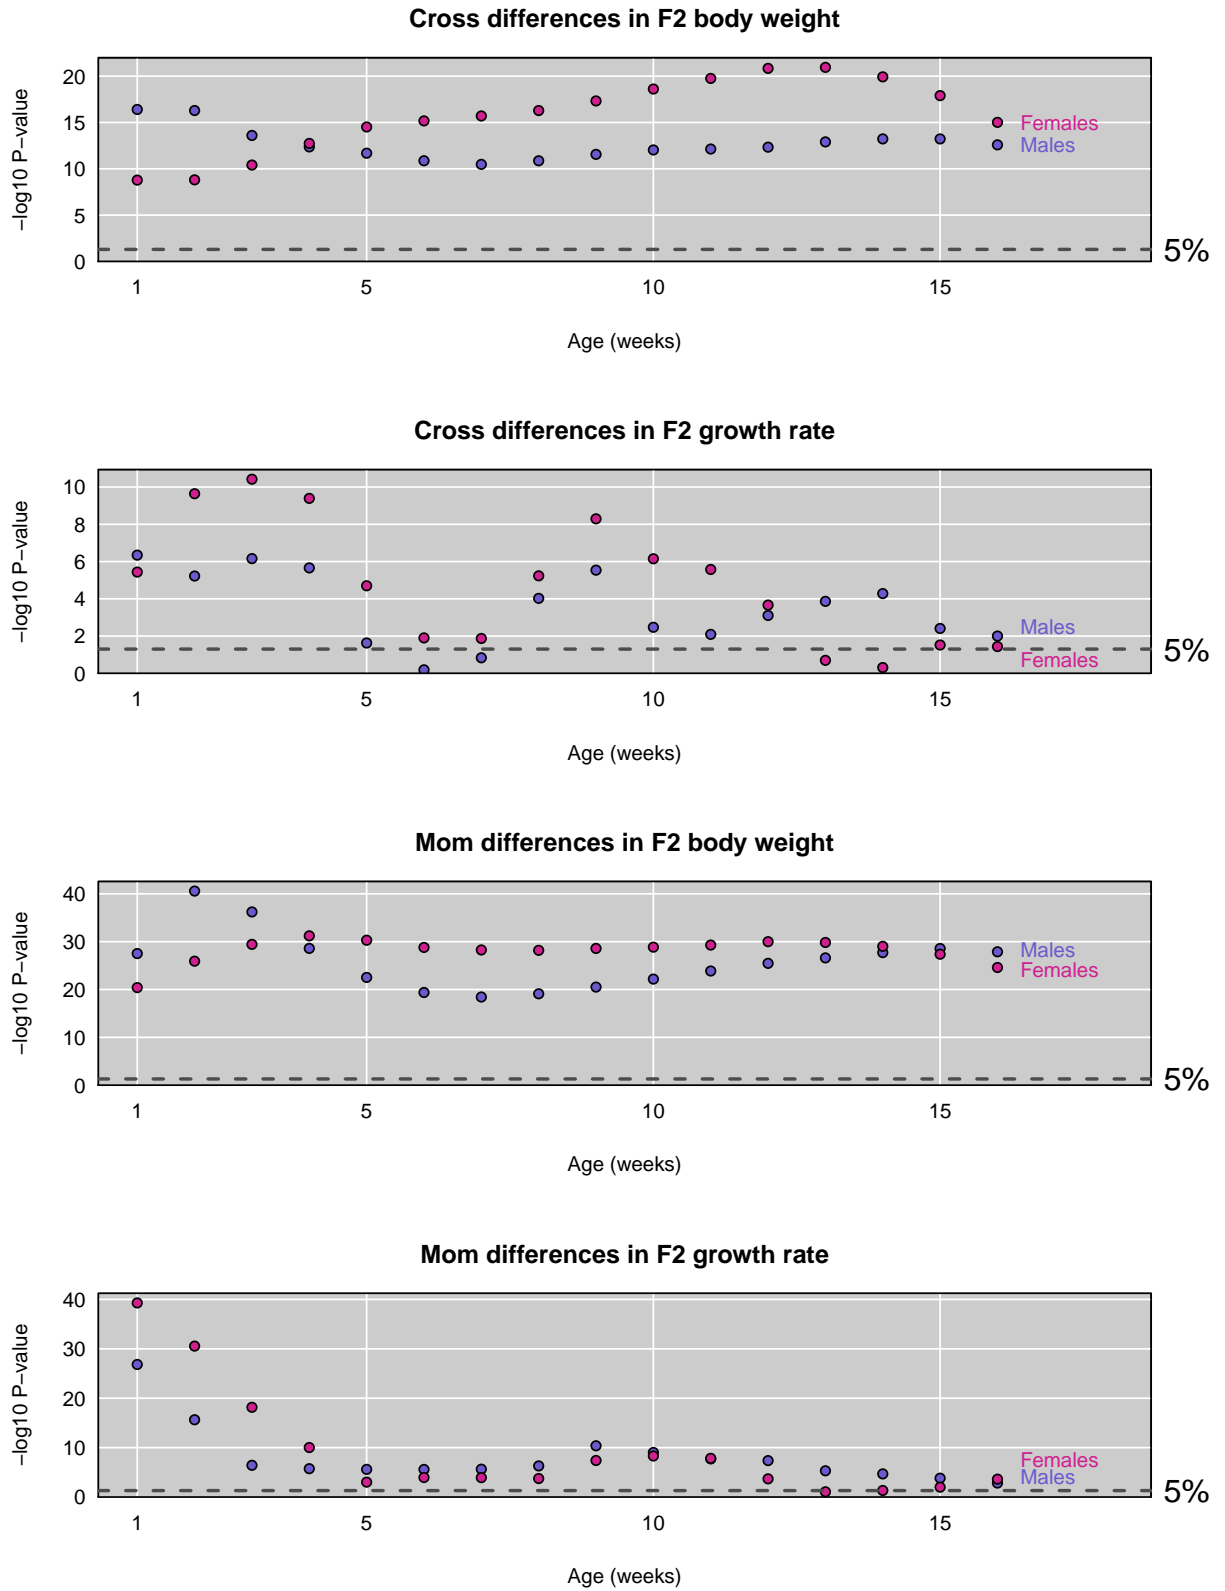 Cross differences in F2 body weight
−log10 P−value
20
15
10
5
0
Females
Males
5%
1 5 10 15
Age (weeks)
Cross differences in F2 growth rate
−log10 P−value
10
8
6
4
2
0
Males
Females
5%
1 5 10 15
Age (weeks)
Mom differences in F2 body weight
−log10 P−value
40
30
20
10
0
Males
Females
5%
1 5 10 15
Age (weeks)
Mom differences in F2 growth rate
−log10 P−value
40
30
20
10
0
Females
Males
5%
1 5 10 15
Age (weeks)